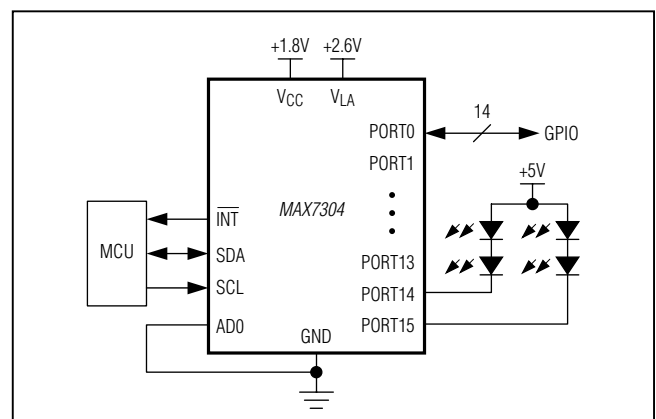 +1.8V +2.6V
VCC VLA
14
PORT0 GPIO
PORT1
+5V
INT MAX7304
MCU SDA
PORT13
SCL
PORT14
AD0 PORT15
GND